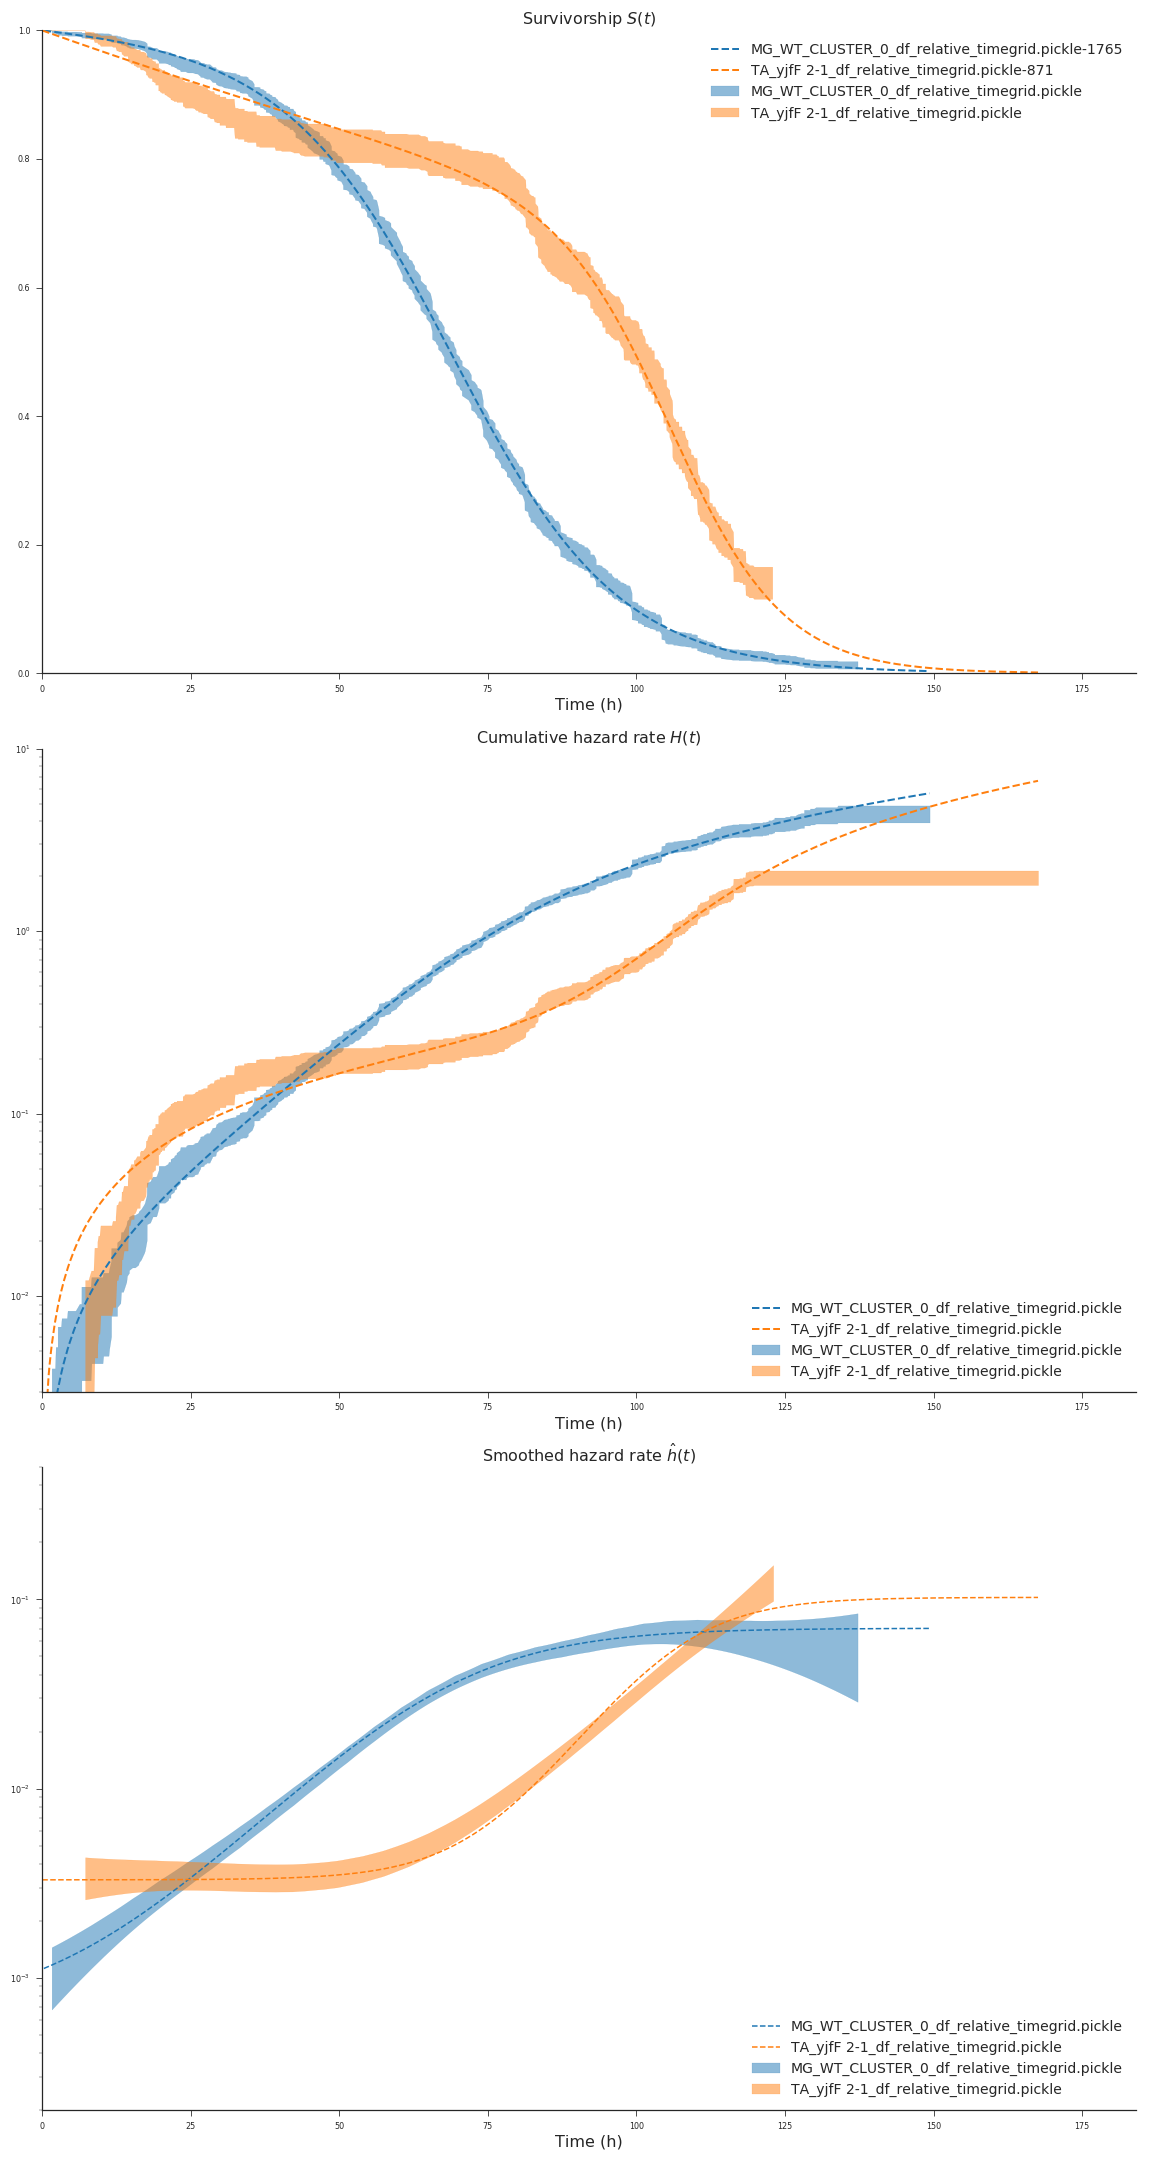 Survivorship S(t)
1.0
0.8
0.6
0.4
0.2
0.0
MG_WT_CLUSTER_0_df_relative_timegrid.pickle-1765
TA_yjfF 2-1_df_relative_timegrid.pickle-871
MG_WT_CLUSTER_0_df_relative_timegrid.pickle
TA_yjfF 2-1_df_relative_timegrid.pickle
0 25 50 75 100 125 150 175
Time (h)
Cumulative hazard rate H(t)
10¹
10⁰
10⁻¹
10⁻²
MG_WT_CLUSTER_0_df_relative_timegrid.pickle
TA_yjfF 2-1_df_relative_timegrid.pickle
MG_WT_CLUSTER_0_df_relative_timegrid.pickle
TA_yjfF 2-1_df_relative_timegrid.pickle
0 25 50 75 100 125 150 175
Time (h)
Smoothed hazard rate ĥ(t)
10⁻¹
10⁻²
10⁻³
MG_WT_CLUSTER_0_df_relative_timegrid.pickle
TA_yjfF 2-1_df_relative_timegrid.pickle
MG_WT_CLUSTER_0_df_relative_timegrid.pickle
TA_yjfF 2-1_df_relative_timegrid.pickle
0 25 50 75 100 125 150 175
Time (h)